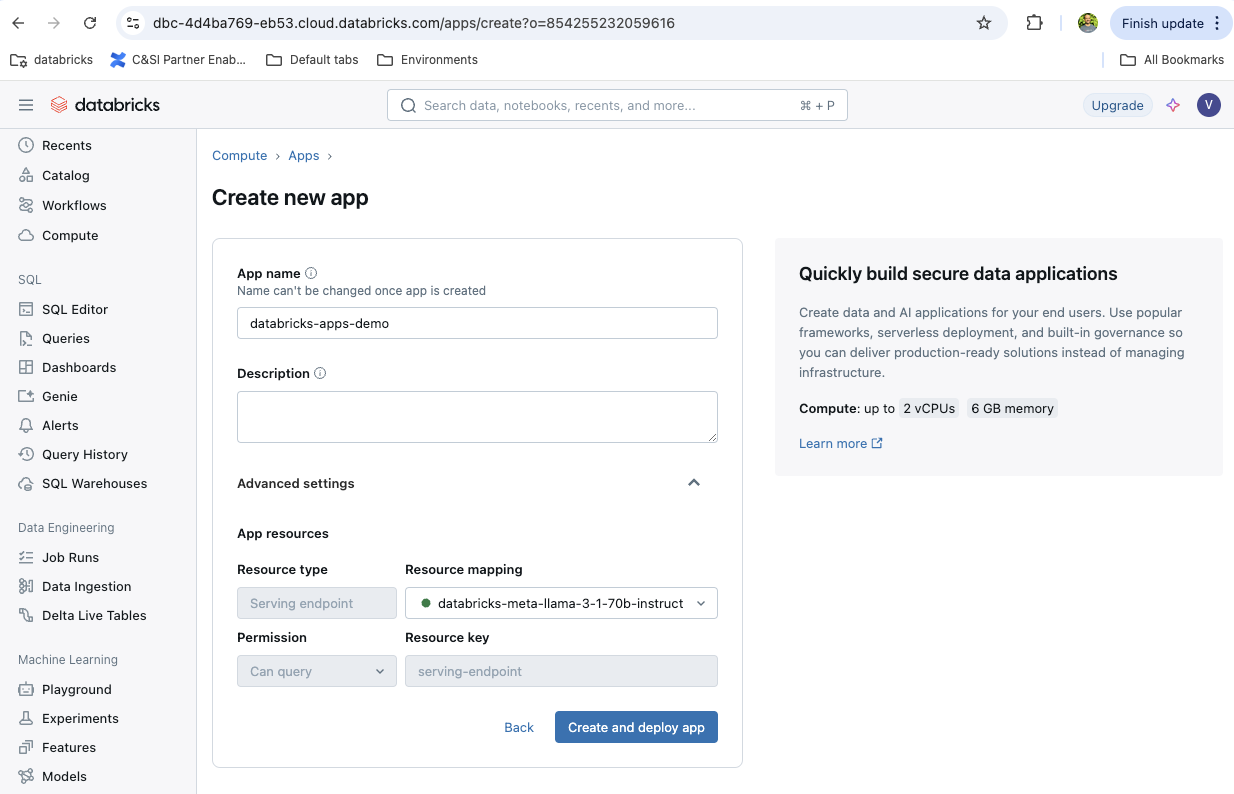 dbc-4d4ba769-eb53.cloud.databricks.com/apps/create?o=854255232059616
Finish update
databricks
C&SI Partner Enab...
Default tabs
Environments
All Bookmarks
databricks
Search data, notebooks, recents, and more...
⌘ + P
Upgrade
V
Recents
Catalog
Workflows
Compute
SQL
SQL Editor
Queries
Dashboards
Genie
Alerts
Query History
SQL Warehouses
Data Engineering
Job Runs
Data Ingestion
Delta Live Tables
Machine Learning
Playground
Experiments
Features
Models
Compute › Apps ›
Create new app
App name
Name can't be changed once app is created
databricks-apps-demo
Description
Advanced settings
App resources
Resource type
Resource mapping
Serving endpoint
databricks-meta-llama-3-1-70b-instruct
Permission
Resource key
Can query
serving-endpoint
Back
Create and deploy app
Quickly build secure data applications
Create data and AI applications for your end users. Use popular
frameworks, serverless deployment, and built-in governance so
you can deliver production-ready solutions instead of managing
infrastructure.
Compute: up to 2 vCPUs 6 GB memory
Learn more